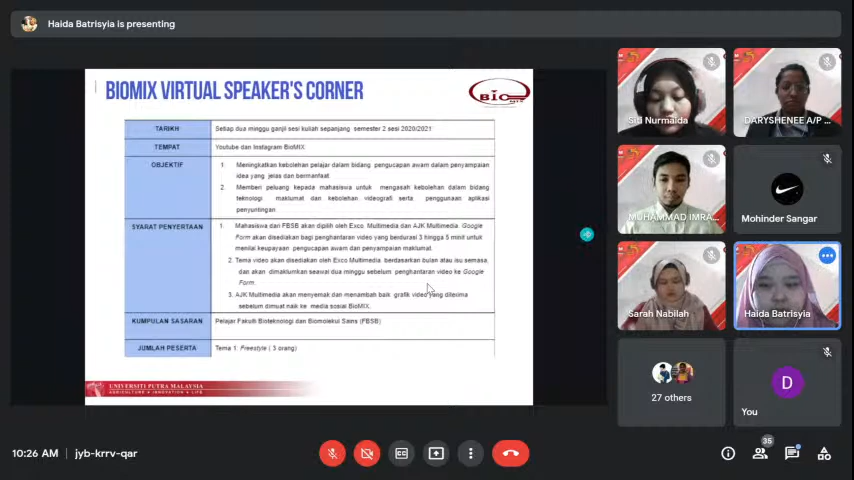 Haida Batrisyia is presenting
BIOMIX VIRTUAL SPEAKER'S CORNER
BIO
TARIKH
Setiap dua minggu ganjil sesi kuliah sepanjang semester 2 sesi 2020/2021
TEMPAT
Youtube dan Instagram BioMIX
OBJEKTIF
1. Meningkatkan kebolehan pelajar dalam bidang pengucapan awam dalam penyampaian
idea yang jelas dan bermanfaat.
2. Memberi peluang kepada mahasiswa untuk mengasah kebolehan dalam bidang
teknologi maklumat dan kebolehan videografi serta penggunaan aplikasi
penyuntingan.
SYARAT PENYERTAAN
1. Mahasiswa dari FBSB akan dipilih oleh Exco Multimedia dan AJK Multimedia. Google
Form akan disediakan bagi penghantaran video yang berdurasi 3 hingga 5 minit untuk
menilai keupayaan pengucapan awam dan penyampaian maklumat.
2. Tema video akan disediakan oleh Exco Multimedia berdasarkan bulan atau isu semasa,
dan akan dimaklumkan seawal dua minggu sebelum penghantaran video ke Google
Form.
3. AJK Multimedia akan menyemak dan menambah baik grafik video yang diterima
sebelum dimuat naik ke media sosial BioMIX.
KUMPULAN SASARAN
Pelajar Fakulti Bioteknologi dan Biomolekul Sains (FBSB)
JUMLAH PESERTA
Tema 1: Freestyle ( 3 orang)
UNIVERSITI PUTRA MALAYSIA
AGRICULTURE • INNOVATION • LIFE
Siti Nurmalda
DARYSHENEE A/P ...
MUHAMMAD IMRA...
Mohinder Sangar
Sarah Nabilah
Haida Batrisyia
27 others
D
You
10:26 AM | jyb-krrv-qar
35